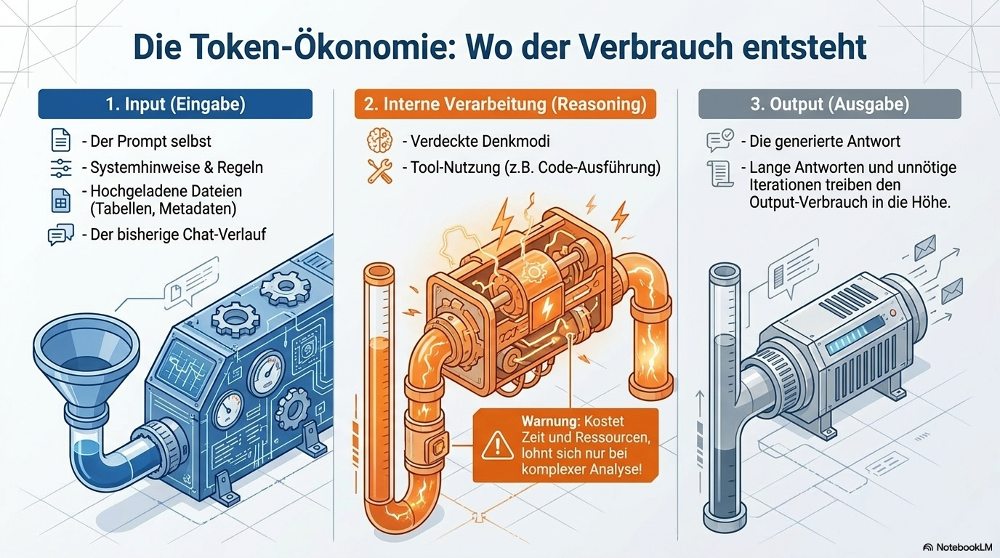 Die Token-Ökonomie: Wo der Verbrauch entsteht
1. Input (Eingabe)
- Der Prompt selbst
- Systemhinweise & Regeln
- Hochgeladene Dateien
(Tabellen, Metadaten)
- Der bisherige Chat-Verlauf
2. Interne Verarbeitung (Reasoning)
- Verdeckte Denkmodi
- Tool-Nutzung (z.B. Code-Ausführung)
Warnung: Kostet
Zeit und Ressourcen,
lohnt sich nur bei
komplexer Analyse!
3. Output (Ausgabe)
- Die generierte Antwort
- Lange Antworten und unnötige
Iterationen treiben den
Output-Verbrauch in die Höhe.
NotebookLM